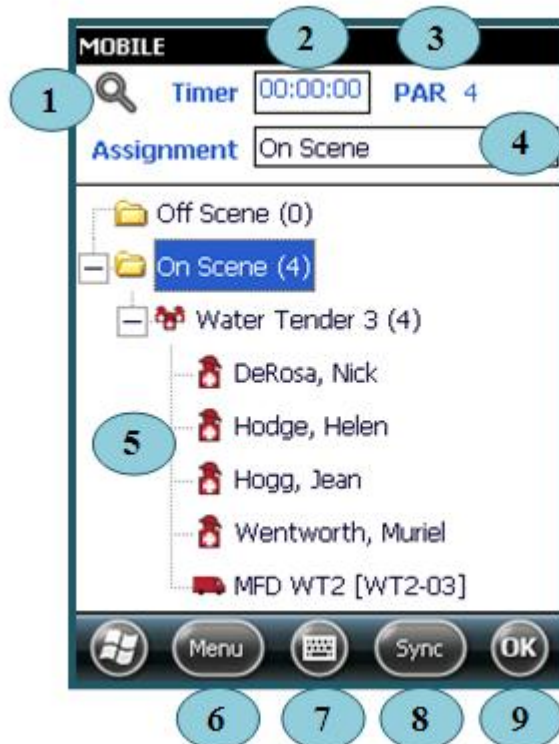 MOBILE
2
3
1
Timer 00:00:00 PAR 4
Assignment On Scene
4
Off Scene (0)
On Scene (4)
Water Tender 3 (4)
DeRosa, Nick
Hodge, Helen
5
Hogg, Jean
Wentworth, Muriel
MFD WT2 [WT2-03]
Menu Sync OK
6 7 8 9